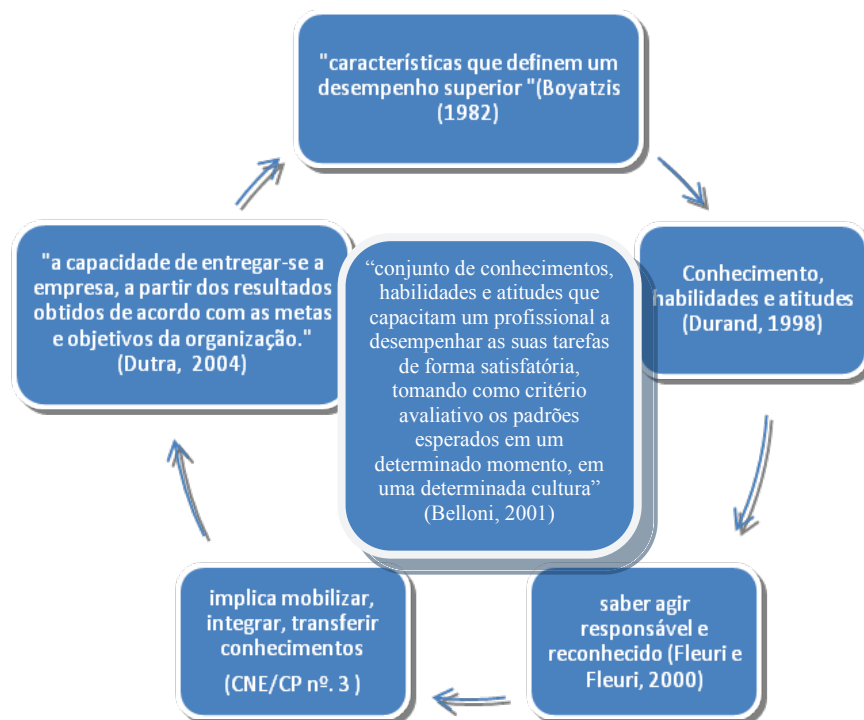 "características que definem um
desempenho superior "(Boyatzis
(1982)
Conhecimento,
habilidades e atitudes
(Durand, 1998)
saber agir
responsável e
reconhecido (Fleuri e
Fleuri, 2000)
implica mobilizar,
integrar, transferir
conhecimentos
(CNE/CP nº. 3 )
"a capacidade de entregar-se a
empresa, a partir dos resultados
obtidos de acordo com as metas
e objetivos da organização."
(Dutra, 2004)
“conjunto de conhecimentos,
habilidades e atitudes que
capacitam um profissional a
desempenhar as suas tarefas
de forma satisfatória,
tomando como critério
avaliativo os padrões
esperados em um
determinado momento, em
uma determinada cultura”
(Belloni, 2001)